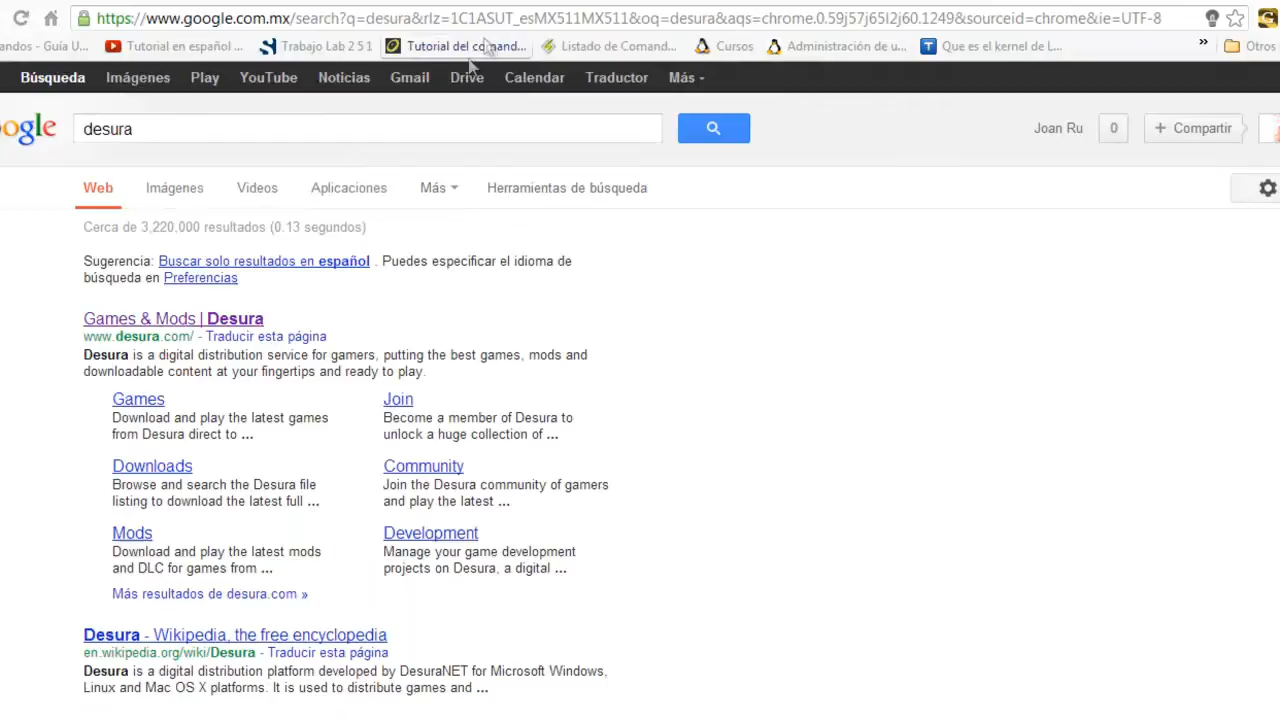 https://www.google.com.mx/search?q=desura&rlz=1C1ASUT_esMX511MX511&oq=desura&aqs=chrome.0.59j57j65l2j60.1249&sourceid=chrome&ie=UTF-8
andos - Guía U... Tutorial en español ... Trabajo Lab 2 5 1 Tutorial del comand... Listado de Comand... Cursos Administración de u... Que es el kernel de L... » Otros
Búsqueda Imágenes Play YouTube Noticias Gmail Drive Calendar Traductor Más
ogle desura Joan Ru 0 + Compartir
Web Imágenes Videos Aplicaciones Más Herramientas de búsqueda
Cerca de 3,220,000 resultados (0.13 segundos)
Sugerencia: Buscar solo resultados en español . Puedes especificar el idioma de
búsqueda en Preferencias
Games & Mods | Desura
www.desura.com/ - Traducir esta página
Desura is a digital distribution service for gamers, putting the best games, mods and
downloadable content at your fingertips and ready to play.
Games
Download and play the latest games
from Desura direct to ...
Join
Become a member of Desura to
unlock a huge collection of ...
Downloads
Browse and search the Desura file
listing to download the latest full ...
Community
Join the Desura community of gamers
and play the latest ...
Mods
Download and play the latest mods
and DLC for games from ...
Development
Manage your game development
projects on Desura, a digital ...
Más resultados de desura.com »
Desura - Wikipedia, the free encyclopedia
en.wikipedia.org/wiki/Desura - Traducir esta página
Desura is a digital distribution platform developed by DesuraNET for Microsoft Windows,
Linux and Mac OS X platforms. It is used to distribute games and ...